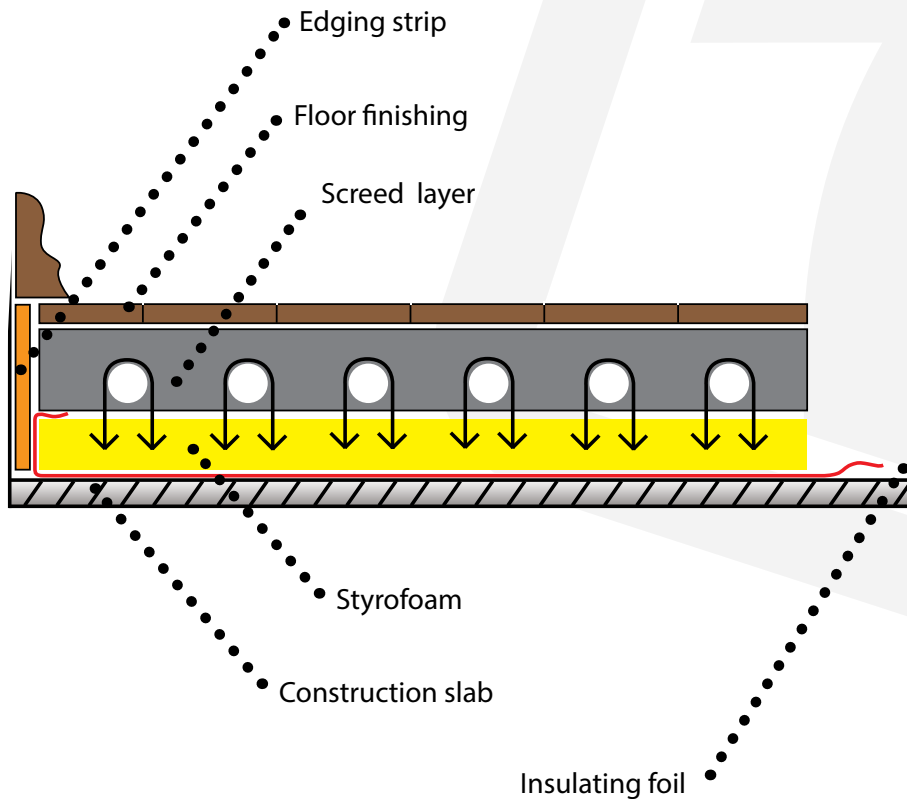 Edging strip
Floor finishing
Screed layer
Styrofoam
Construction slab
Insulating foil